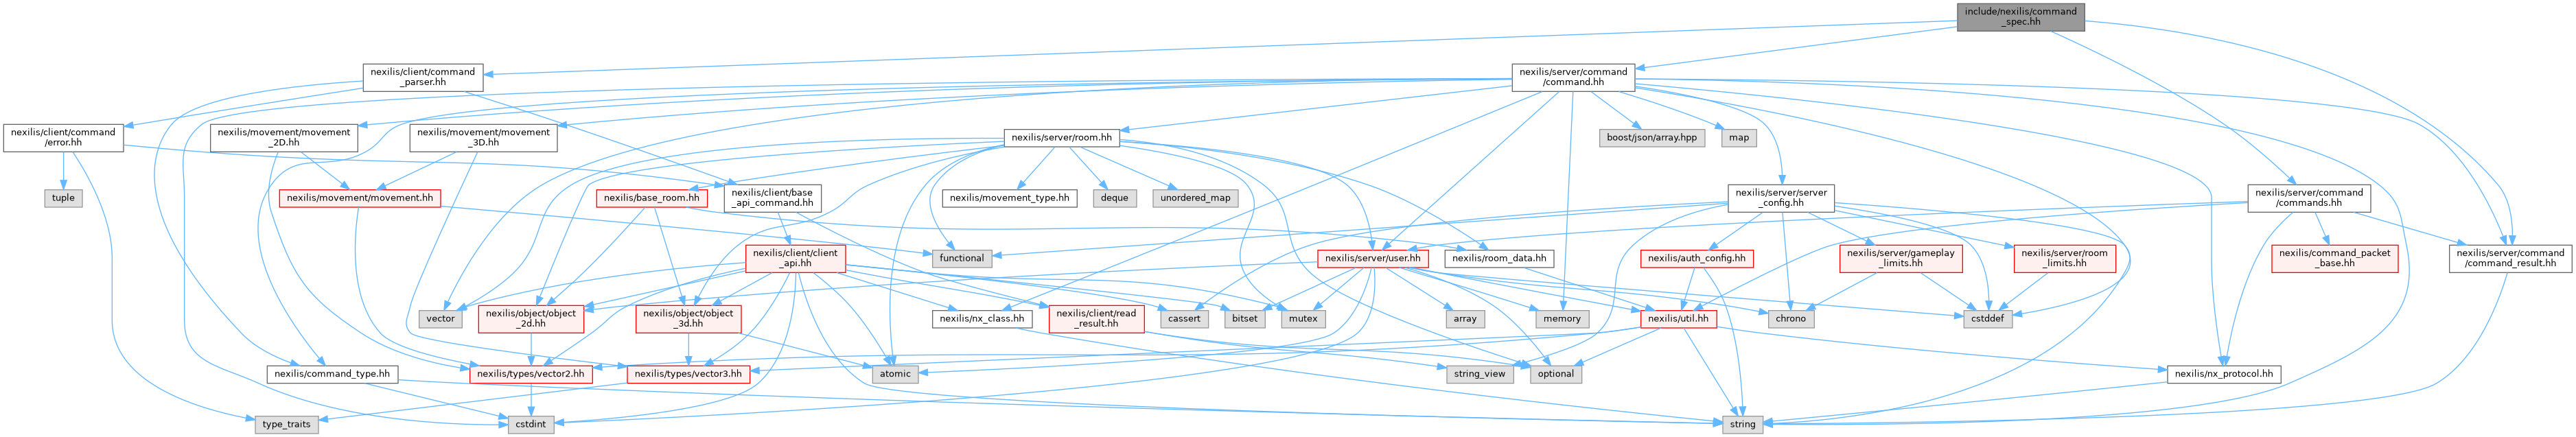 include/nexilis/command
_spec.hh
nexilis/client/command
_parser.hh
nexilis/server/command
/command.hh
nexilis/client/command
/error.hh
nexilis/movement/movement
_2D.hh
nexilis/movement/movement
_3D.hh
nexilis/server/room.hh
boost/json/array.hpp
map
tuple
nexilis/movement/movement.hh
nexilis/client/base
_api_command.hh
nexilis/base_room.hh
nexilis/movement_type.hh
deque
unordered_map
nexilis/server/server
_config.hh
nexilis/server/command
/commands.hh
nexilis/client/client
_api.hh
functional
nexilis/server/user.hh
nexilis/room_data.hh
nexilis/auth_config.hh
nexilis/server/gameplay
_limits.hh
nexilis/server/room
_limits.hh
nexilis/command_packet
_base.hh
nexilis/server/command
/command_result.hh
vector
nexilis/object/object
_2d.hh
nexilis/object/object
_3d.hh
nexilis/nx_class.hh
nexilis/client/read
_result.hh
cassert
bitset
mutex
array
memory
nexilis/util.hh
chrono
cstddef
nexilis/command_type.hh
nexilis/types/vector2.hh
nexilis/types/vector3.hh
atomic
string_view
optional
nexilis/nx_protocol.hh
type_traits
cstdint
string